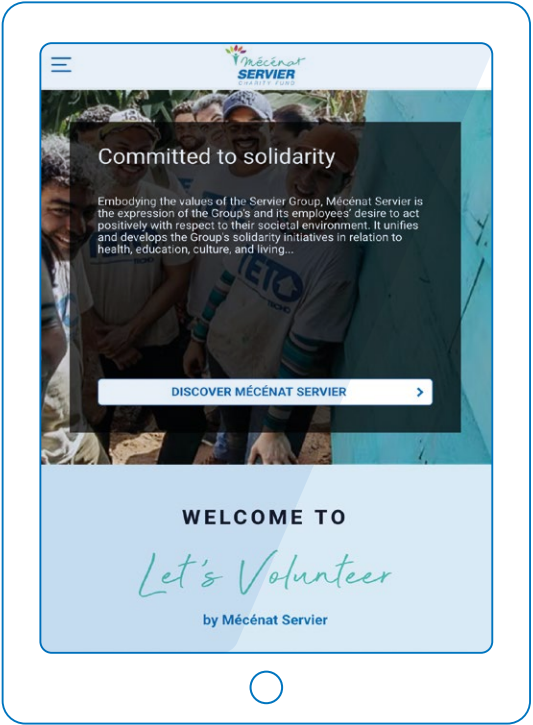 Mécénat
SERVIER
CHARITY FUND
Committed to solidarity
Embodying the values of the Servier Group, Mécénat Servier is
the expression of the Group's and its employees' desire to act
positively with respect to their societal environment. It unifies
and develops the Group's solidarity initiatives in relation to
health, education, culture, and living...
TETO
TECHO
DISCOVER MÉCÉNAT SERVIER
WELCOME TO
Let's Volunteer
by Mécénat Servier